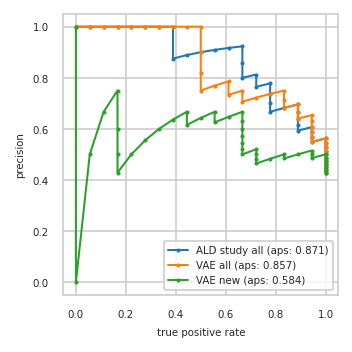 1.0
0.8
0.6
0.4
0.2
0.0
precision
ALD study all (aps: 0.871)
VAE all (aps: 0.857)
VAE new (aps: 0.584)
0.0 0.2 0.4 0.6 0.8 1.0
true positive rate